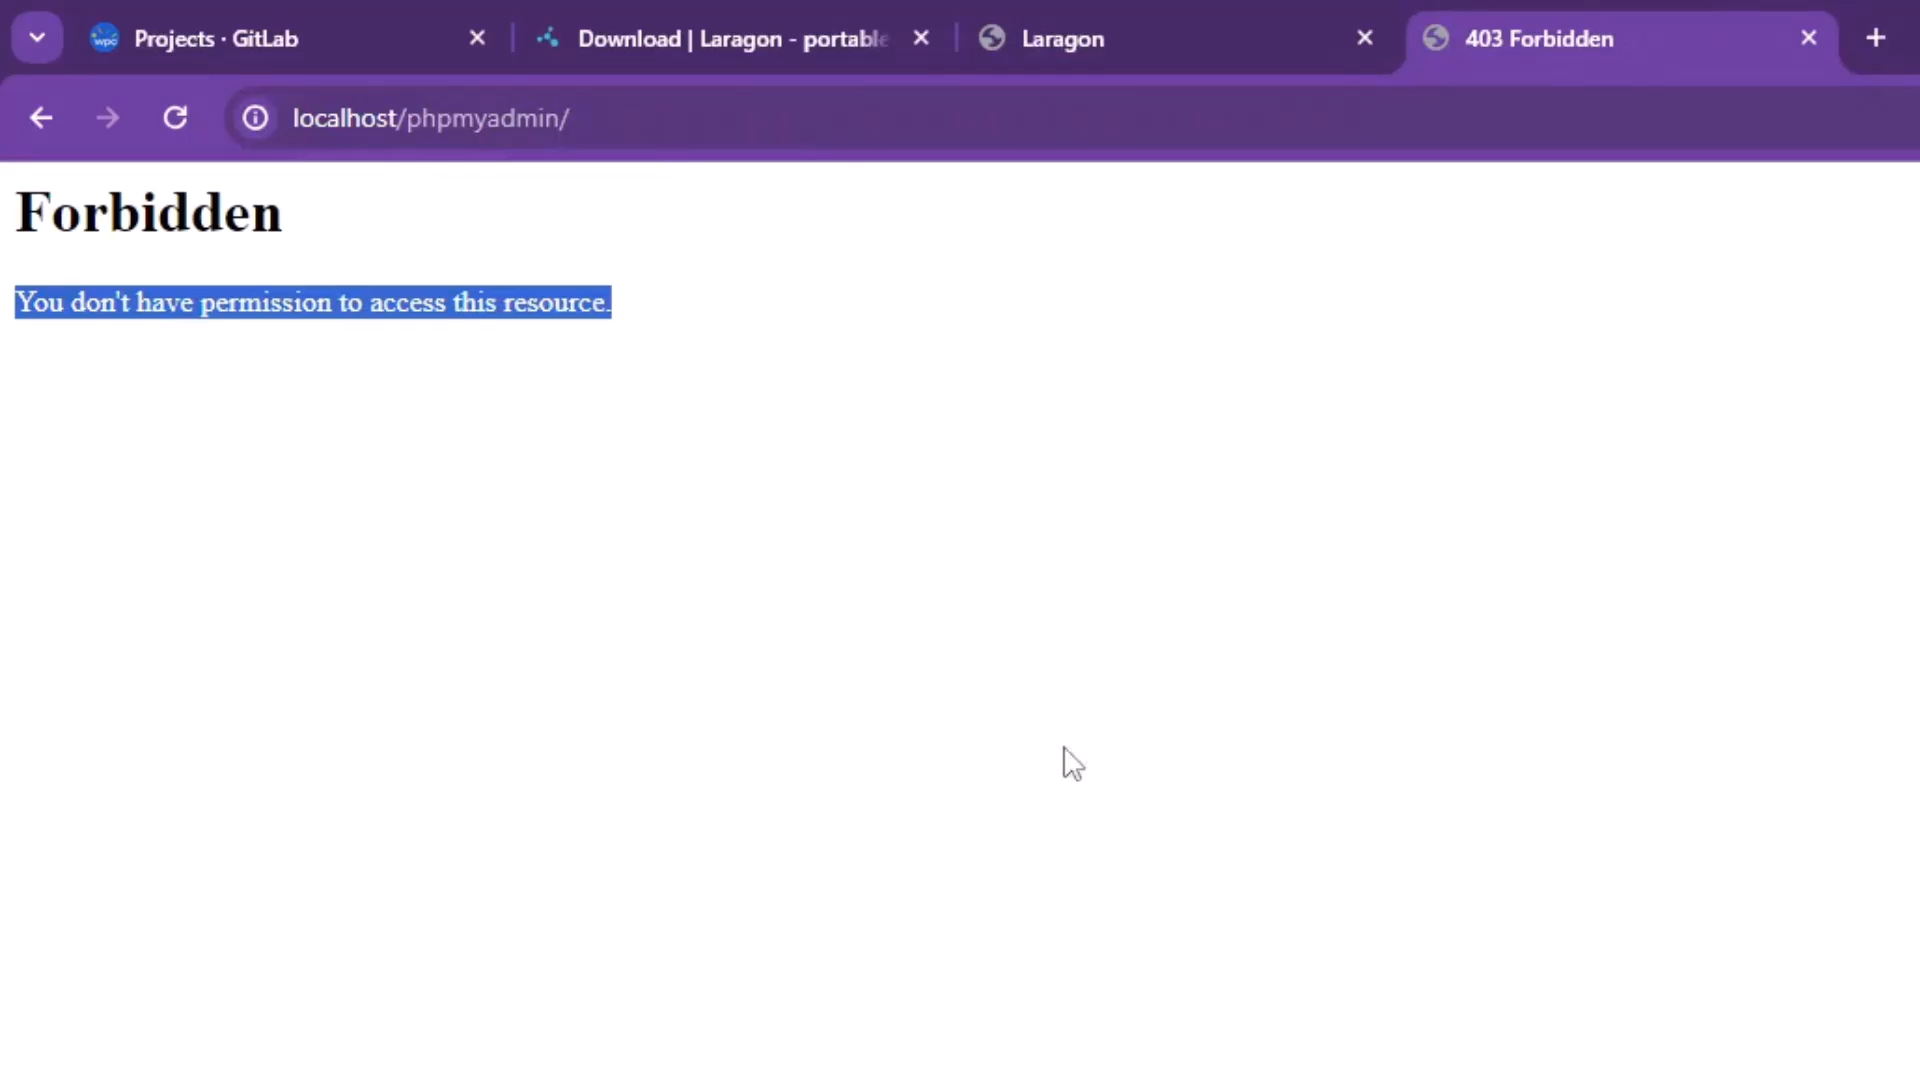 Projects · GitLab
Download | Laragon - portable
Laragon
403 Forbidden
localhost/phpmyadmin/
Forbidden
You don't have permission to access this resource.